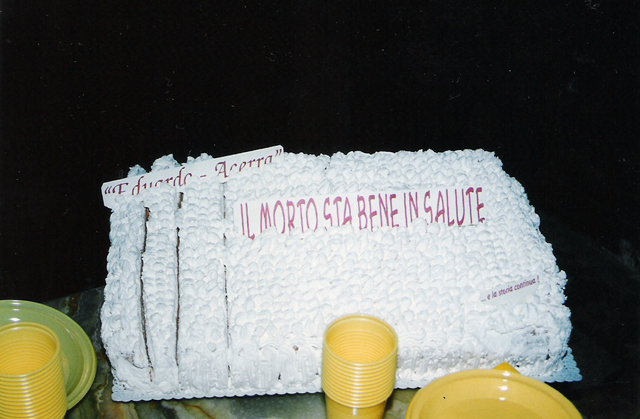 "Eduardo - Acerra"
IL MORTO STA BENE IN SALUTE
... e la storia continua !